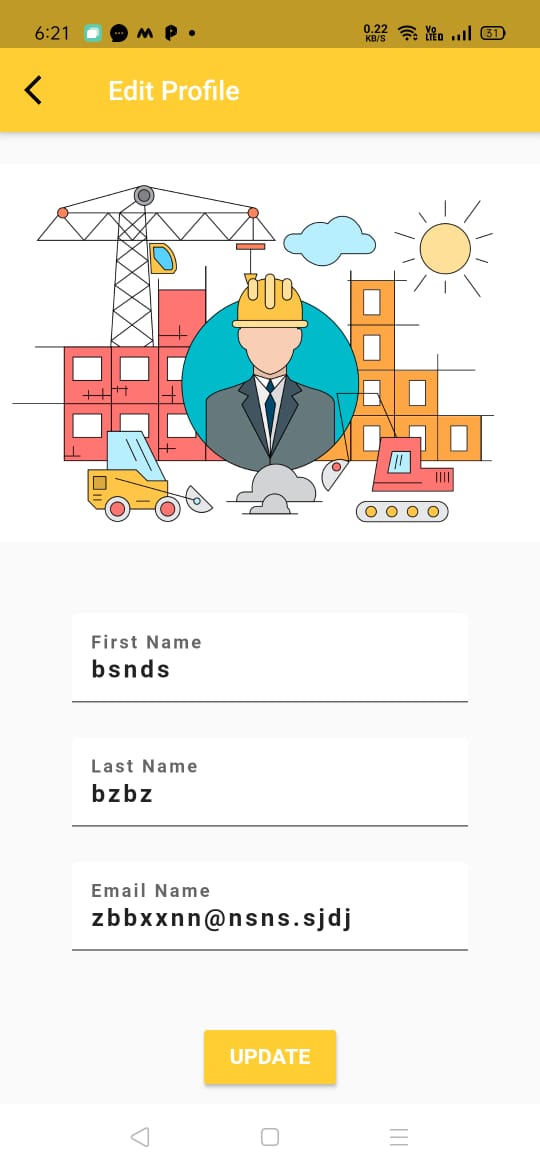 6:21
0.22
KB/S
Vo
LTE D
31
Edit Profile
First Name
bsnds
Last Name
bzbz
Email Name
zbbxxnn@nsns.sjdj
UPDATE